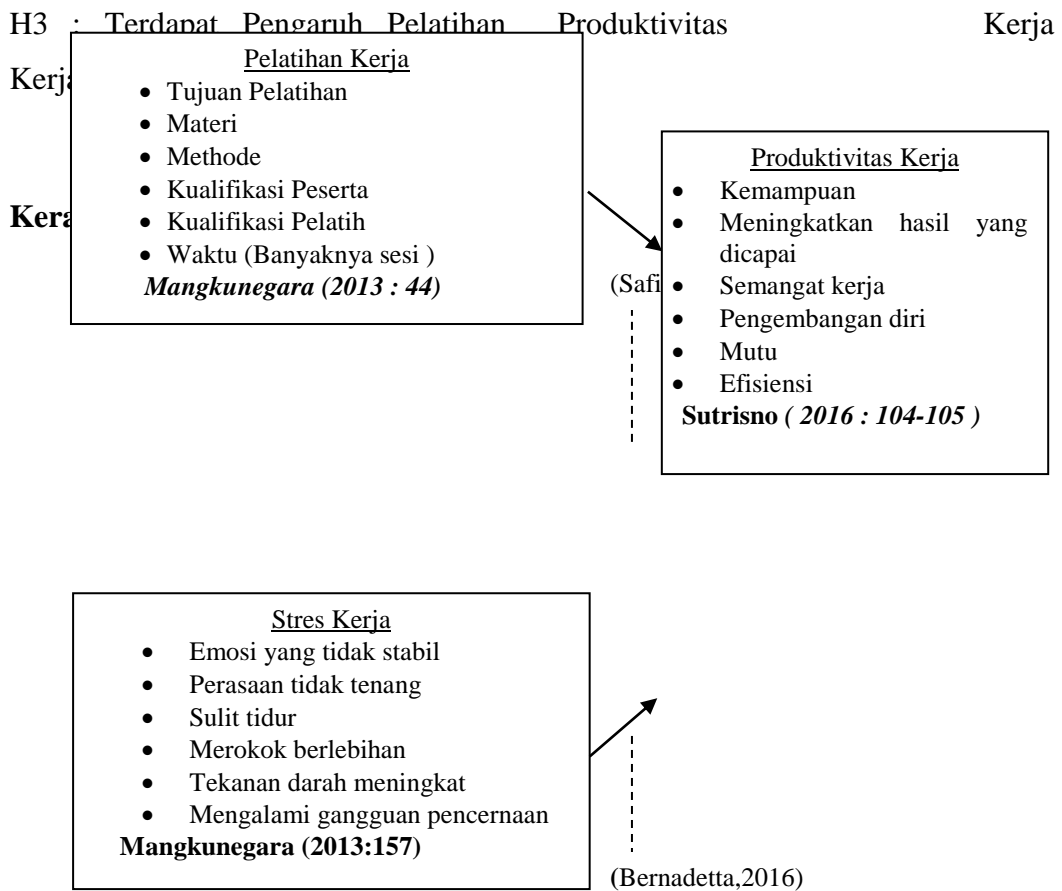 H3 : Terdapat Pengaruh Pelatihan Produktivitas Kerja
Pelatihan Kerja
• Tujuan Pelatihan
• Materi
• Methode
• Kualifikasi Peserta
• Kualifikasi Pelatih
• Waktu (Banyaknya sesi )
Mangkunegara (2013 : 44)
Produktivitas Kerja
• Kemampuan
• Meningkatkan hasil yang
dicapai
• Semangat kerja
• Pengembangan diri
• Mutu
• Efisiensi
Sutrisno ( 2016 : 104-105 )
Stres Kerja
• Emosi yang tidak stabil
• Perasaan tidak tenang
• Sulit tidur
• Merokok berlebihan
• Tekanan darah meningkat
• Mengalami gangguan pencernaan
Mangkunegara (2013:157)
(Bernadetta,2016)